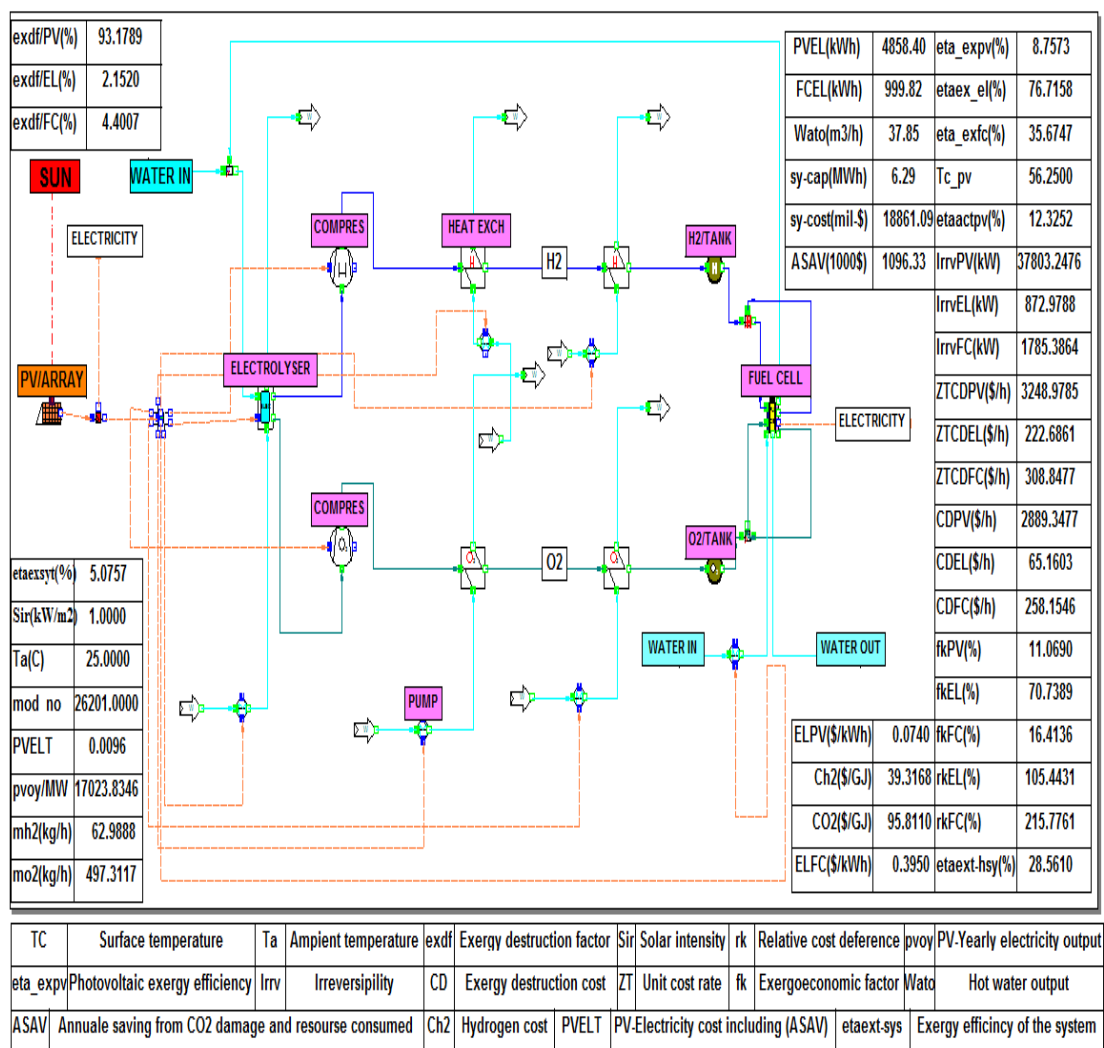 exdf/PV(%) 93.1789
exdf/EL(%) 2.1520
exdf/FC(%) 4.4007
PVEL(kWh) 4858.40 eta_expv(%) 8.7573
FCEL(kWh) 999.82 etaex_el(%) 76.7158
Wato(m3/h) 37.85 eta_exfc(%) 35.6747
sy-cap(MWh) 6.29 Tc_pv 56.2500
sy-cost(mil-$) 18861.09 etaactpv(%) 12.3252
ASAV(1000$) 1096.33 IrrvPV(kW) 37803.2476
IrrvEL(kW) 872.9788
IrrvFC(kW) 1785.3864
ZTCDPV($/h) 3248.9785
ZTCDEL($/h) 222.6861
ZTCDFC($/h) 308.8477
CDPV($/h) 2889.3477
CDEL($/h) 65.1603
CDFC($/h) 258.1546
fkPV(%) 11.0690
fkEL(%) 70.7389
ELPV($/kWh) 0.0740 fkFC(%) 16.4136
Ch2($/GJ) 39.3168 rkEL(%) 105.4431
CO2($/GJ) 95.8110 rkFC(%) 215.7761
ELFC($/kWh) 0.3950 etaext-hsy(%) 28.5610
SUN
WATER IN
ELECTRICITY
COMPRES
HEAT EXCH
H2
H2/TANK
PV/ARRAY
ELECTROLYSER
FUEL CELL
ELECTRICITY
COMPRES
O2
O2/TANK
WATER IN
WATER OUT
PUMP
W
W
W
W
W
W
W
W
W
W
W
H
H
H
H
O₂
O₂
O₂
etaexsyt(%) 5.0757
Sir(kW/m2) 1.0000
Ta(C) 25.0000
mod no 26201.0000
PVELT 0.0096
pvoy/MW 17023.8346
mh2(kg/h) 62.9888
mo2(kg/h) 497.3117
TC Surface temperature Ta Ampient temperature exdf Exergy destruction factor Sir Solar intensity rk Relative cost deference pvoy PV-Yearly electricity output
eta_expv Photovoltaic exergy efficiency Irrv Irreversipility CD Exergy destruction cost ZT Unit cost rate fk Exergoeconomic factor Wato Hot water output
ASAV Annuale saving from CO2 damage and resourse consumed Ch2 Hydrogen cost PVELT PV-Electricity cost including (ASAV) etaext-sys Exergy efficincy of the system